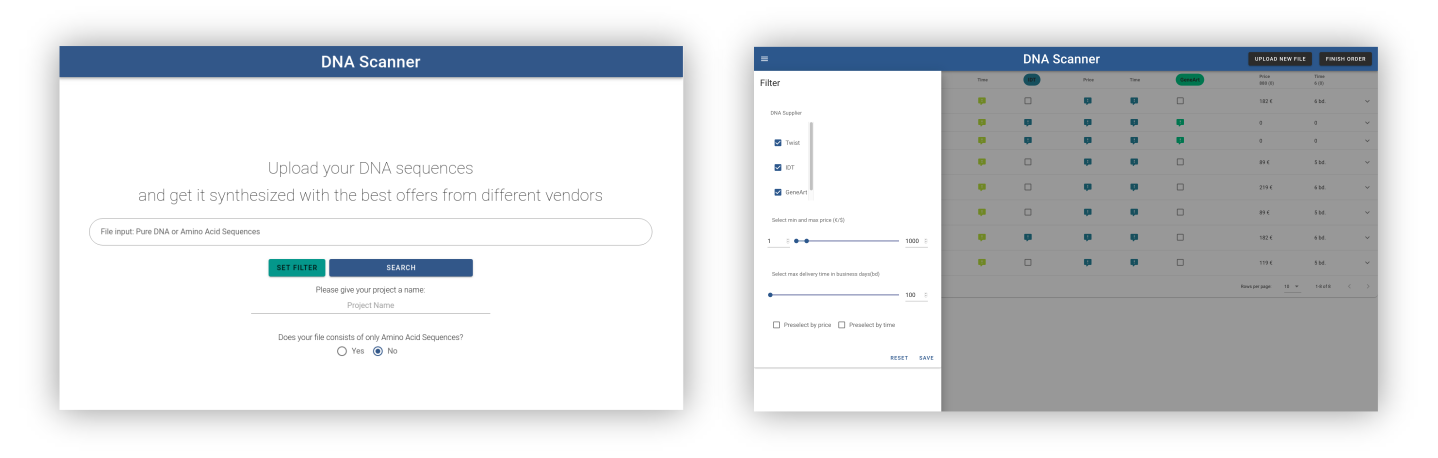 DNA Scanner
Upload your DNA sequences
and get it synthesized with the best offers from different vendors
File input: Pure DNA or Amino Acid Sequences
SET FILTER SEARCH
Please give your project a name:
Project Name
Does your file consists of only Amino Acid Sequences?
Yes No
DNA Scanner UPLOAD NEW FILE FINISH ORDER
Filter
DNA Supplier
Twist
IDT
GeneArt
Select min and max price (€/$)
1 1000
Select max delivery time in business days(bd)
100
Preselect by price Preselect by time
RESET SAVE
Time IDT Price Time GeneArt Price Time
880 (0) 6 (0)
182 € 6 bd.
0 0
0 0
89 € 5 bd.
219 € 6 bd.
89 € 5 bd.
182 € 6 bd.
119 € 5 bd.
Rows per page: 10 1-8 of 8